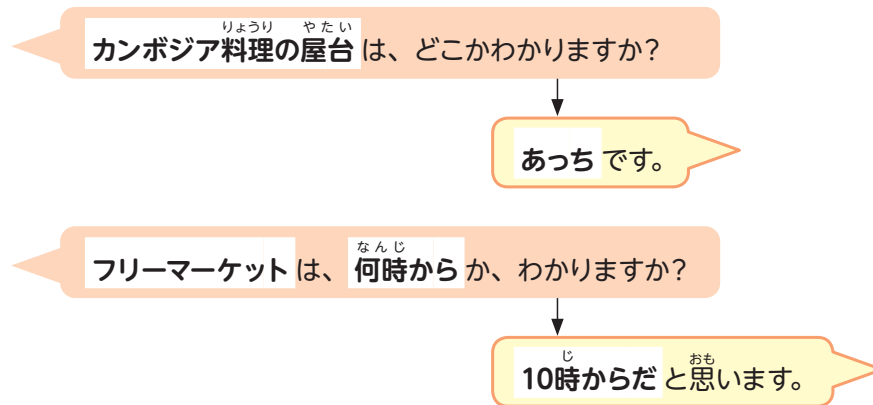 りょうり やたい
カンボジア料理の屋台は、どこかわかりますか？
あっちです。
なんじ
フリーマーケットは、何時からか、わかりますか？
じ おも
10時からだと思います。